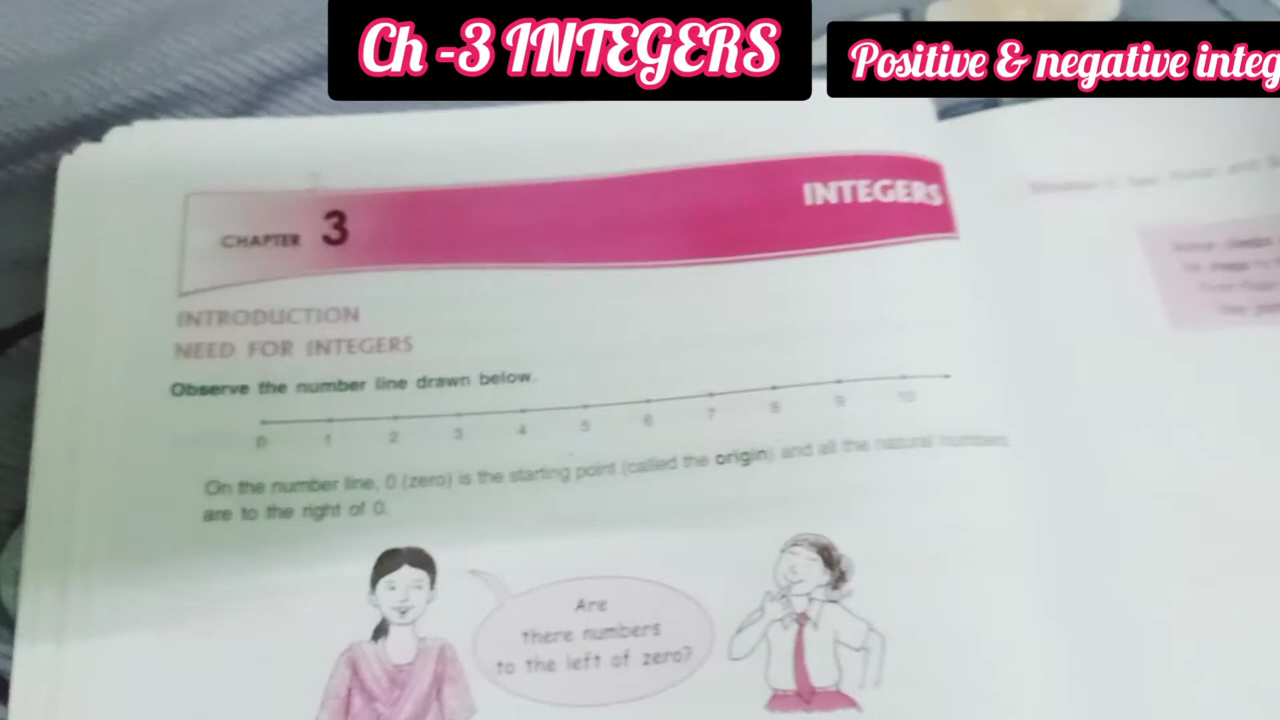 Ch -3 INTEGERS
Positive & negative integ
CHAPTER 3
INTEGERS
INTRODUCTION
NEED FOR INTEGERS
Observe the number line drawn below.
0 1 2 3 4 5 6 7 8 9 10
On the number line, 0 (zero) is the starting point (called the origin) and all the natural numbers
are to the right of 0.
Are
there numbers
to the left of zero?